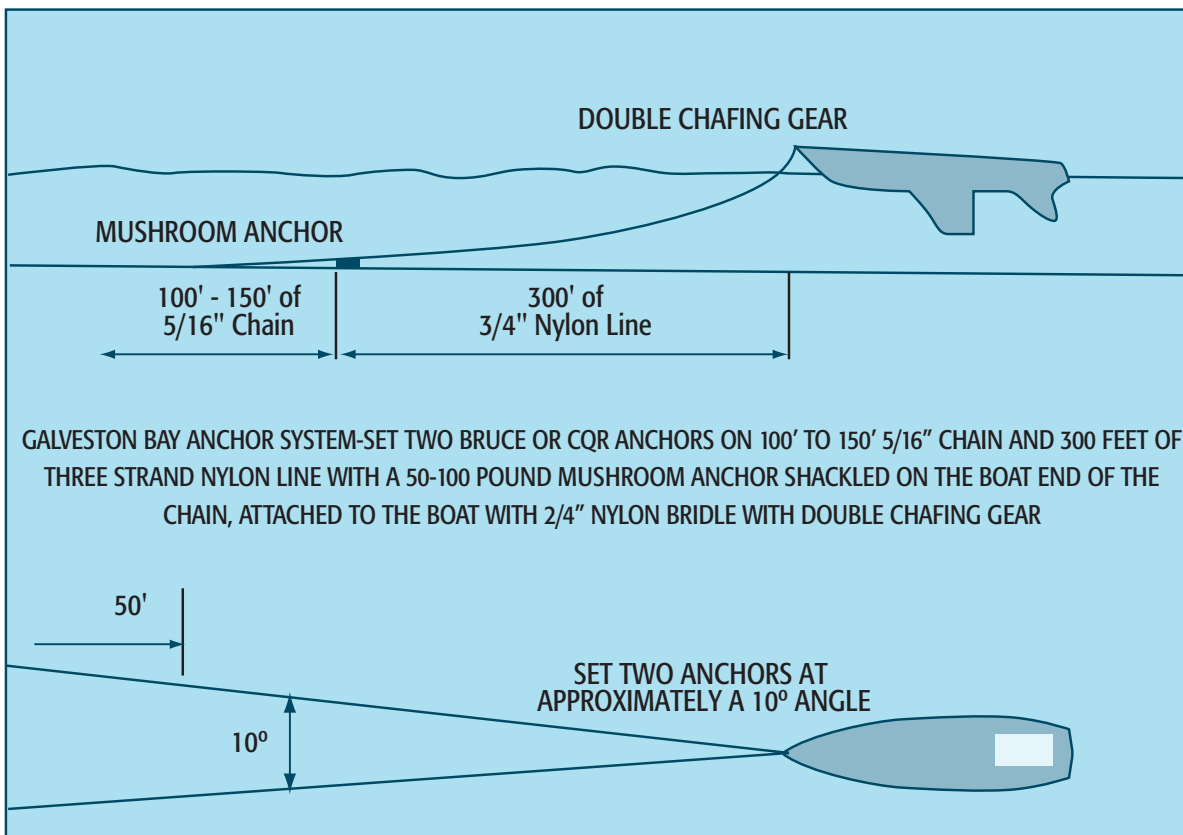 DOUBLE CHAFING GEAR
MUSHROOM ANCHOR
100' - 150' of
5/16" Chain
300' of
3/4" Nylon Line
GALVESTON BAY ANCHOR SYSTEM-SET TWO BRUCE OR CQR ANCHORS ON 100' TO 150' 5/16" CHAIN AND 300 FEET OF
THREE STRAND NYLON LINE WITH A 50-100 POUND MUSHROOM ANCHOR SHACKLED ON THE BOAT END OF THE
CHAIN, ATTACHED TO THE BOAT WITH 2/4" NYLON BRIDLE WITH DOUBLE CHAFING GEAR
50'
SET TWO ANCHORS AT
APPROXIMATELY A 10º ANGLE
10º